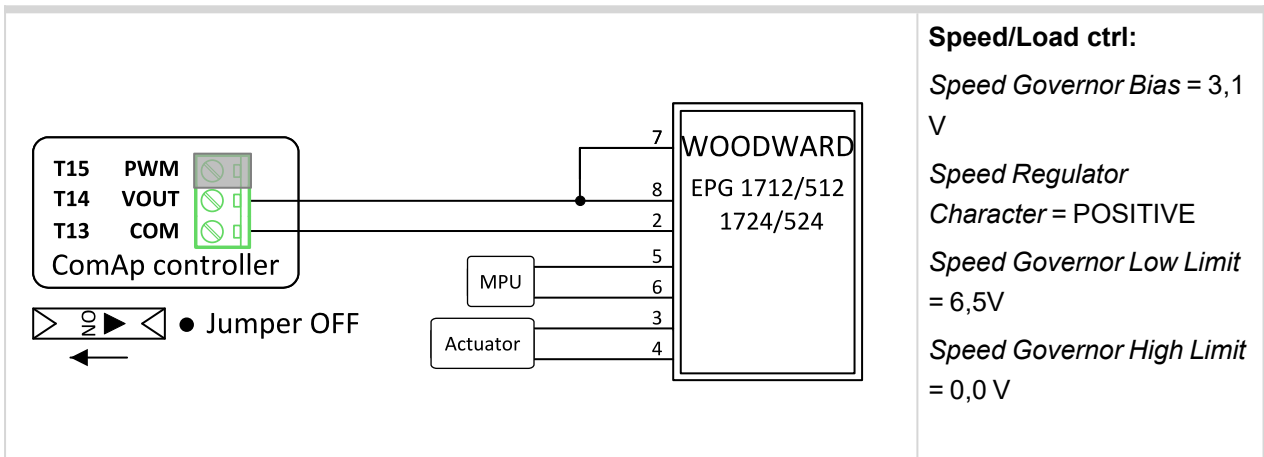 T15 PWM
T14 VOUT
T13 COM
ComAp controller
ON
● Jumper OFF
7
8
2
5
6
3
4
MPU
Actuator
WOODWARD
EPG 1712/512
1724/524
Speed/Load ctrl:
Speed Governor Bias = 3,1
V
Speed Regulator
Character = POSITIVE
Speed Governor Low Limit
= 6,5V
Speed Governor High Limit
= 0,0 V